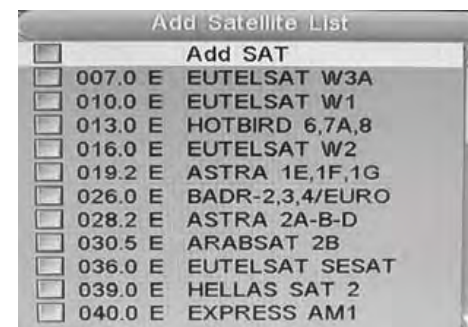 Add Satellite List
Add SAT
007.0 E EUTELSAT W3A
010.0 E EUTELSAT W1
013.0 E HOTBIRD 6,7A,8
016.0 E EUTELSAT W2
019.2 E ASTRA 1E,1F,1G
026.0 E BADR-2,3,4/EURO
028.2 E ASTRA 2A-B-D
030.5 E ARABSAT 2B
036.0 E EUTELSAT SESAT
039.0 E HELLAS SAT 2
040.0 E EXPRESS AM1